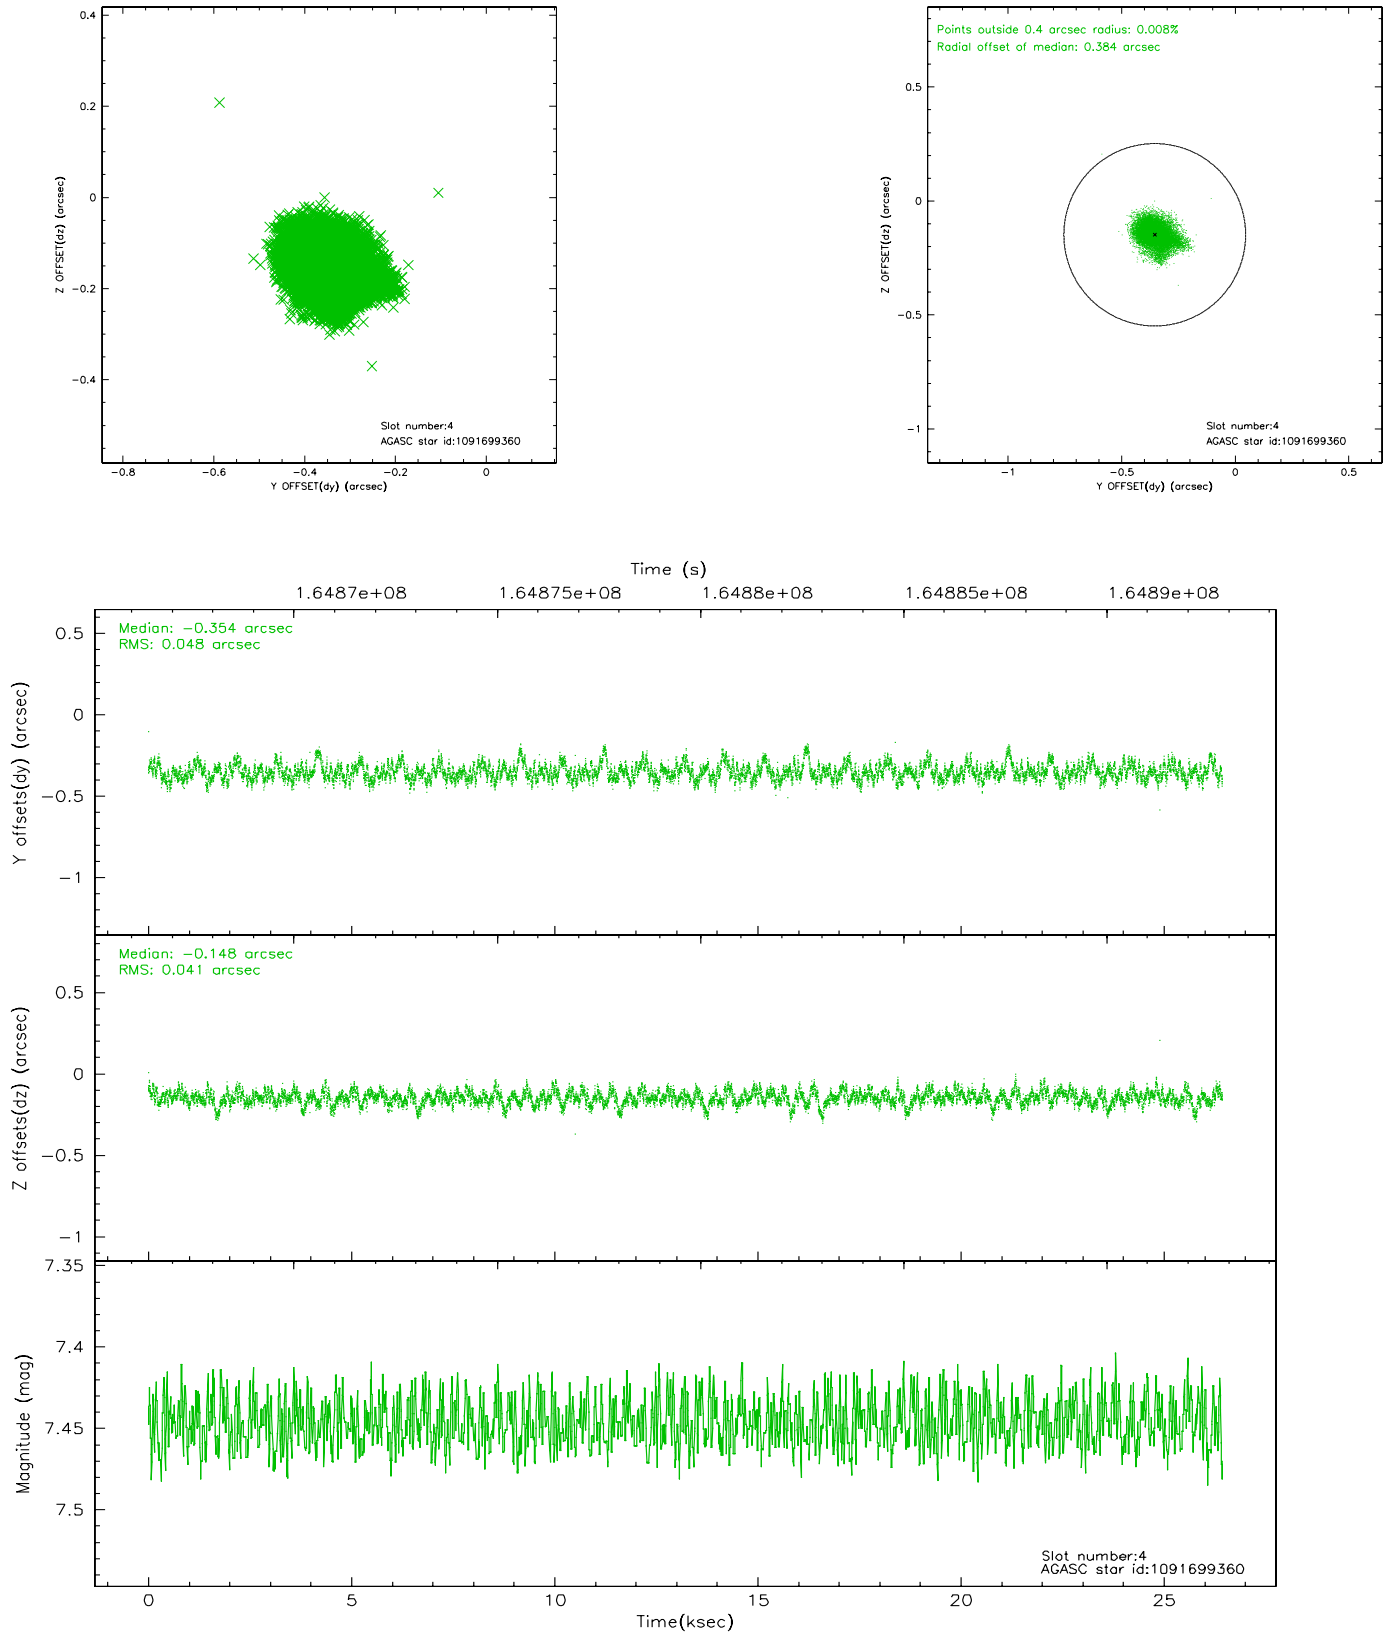 0.4
0.2
0
−0.2
−0.4
Z OFFSET(dz) (arcsec)
Slot number:4
AGASC star id:1091699360
−0.8 −0.6 −0.4 −0.2 0
Y OFFSET(dy) (arcsec)
Points outside 0.4 arcsec radius: 0.008%
Radial offset of median: 0.384 arcsec
0.5
0
−0.5
−1
Z OFFSET(dz) (arcsec)
Slot number:4
AGASC star id:1091699360
−1 −0.5 0 0.5
Y OFFSET(dy) (arcsec)
Time (s)
1.6487e+08 1.64875e+08 1.6488e+08 1.64885e+08 1.6489e+08
Median: −0.354 arcsec
RMS: 0.048 arcsec
0.5
0
−0.5
−1
Y offsets(dy) (arcsec)
Median: −0.148 arcsec
RMS: 0.041 arcsec
0.5
0
−0.5
−1
Z offsets(dz) (arcsec)
7.35
7.4
7.45
7.5
Magnitude (mag)
Slot number:4
AGASC star id:1091699360
0 5 10 15 20 25
Time(ksec)